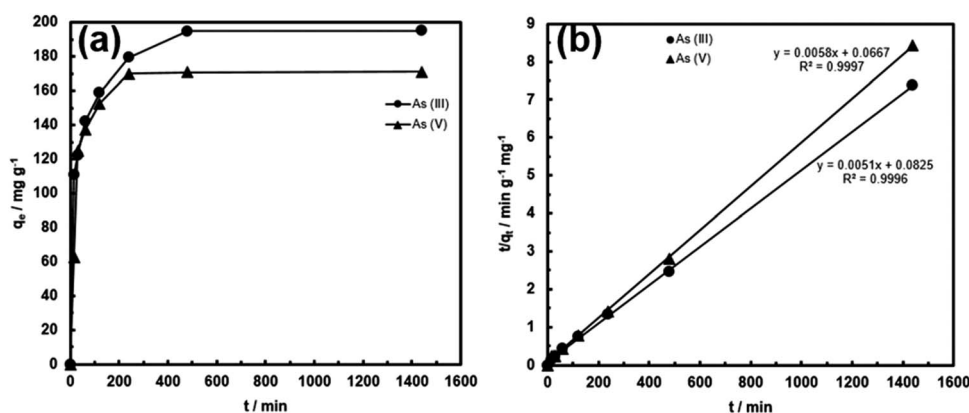 (a)
200
180
160
140
120
100
80
60
40
20
0
qe / mg g-1
As (III)
As (V)
0 200 400 600 800 1000 1200 1400 1600
t / min
(b)
9
8
7
6
5
4
3
2
1
0
t/qt / min g-1 mg-1
As (III)
As (V)
y = 0.0058x + 0.0667
R² = 0.9997
y = 0.0051x + 0.0825
R² = 0.9996
0 200 400 600 800 1000 1200 1400 1600
t / min